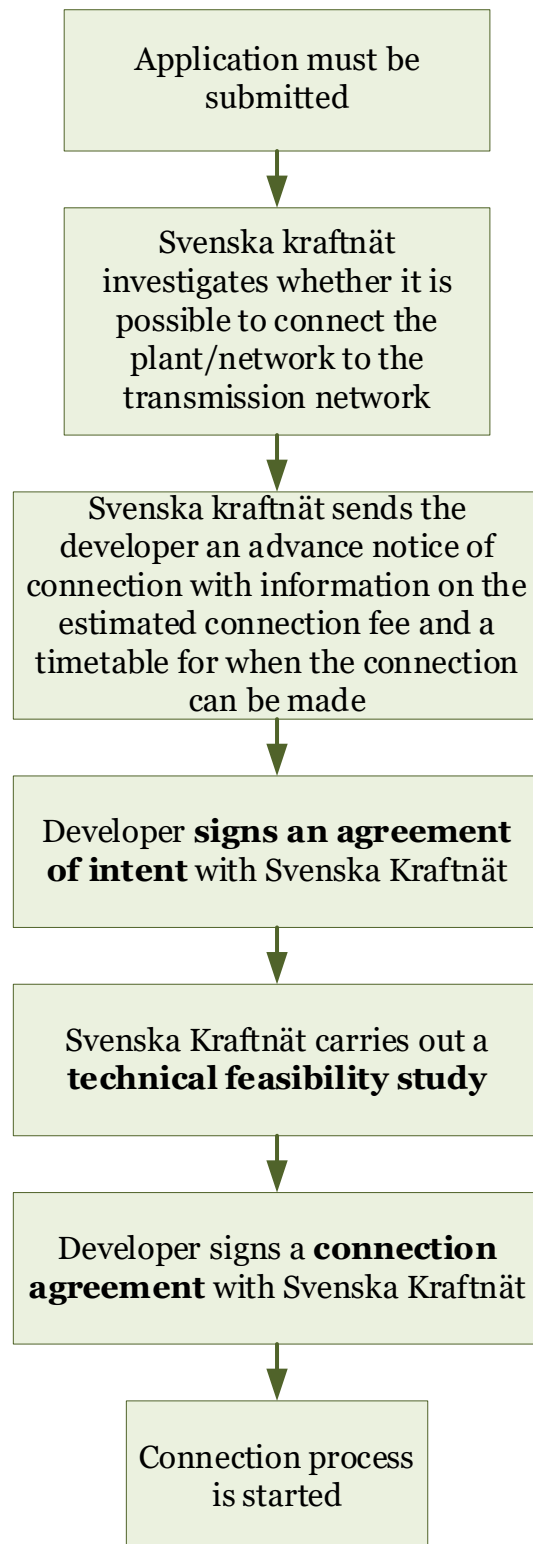 Application must be
submitted
Svenska kraftnät
investigates whether it is
possible to connect the
plant/network to the
transmission network
Svenska kraftnät sends the
developer an advance notice of
connection with information on the
estimated connection fee and a
timetable for when the connection
can be made
Developer signs an agreement
of intent with Svenska Kraftnät
Svenska Kraftnät carries out a
technical feasibility study
Developer signs a connection
agreement with Svenska Kraftnät
Connection process
is started